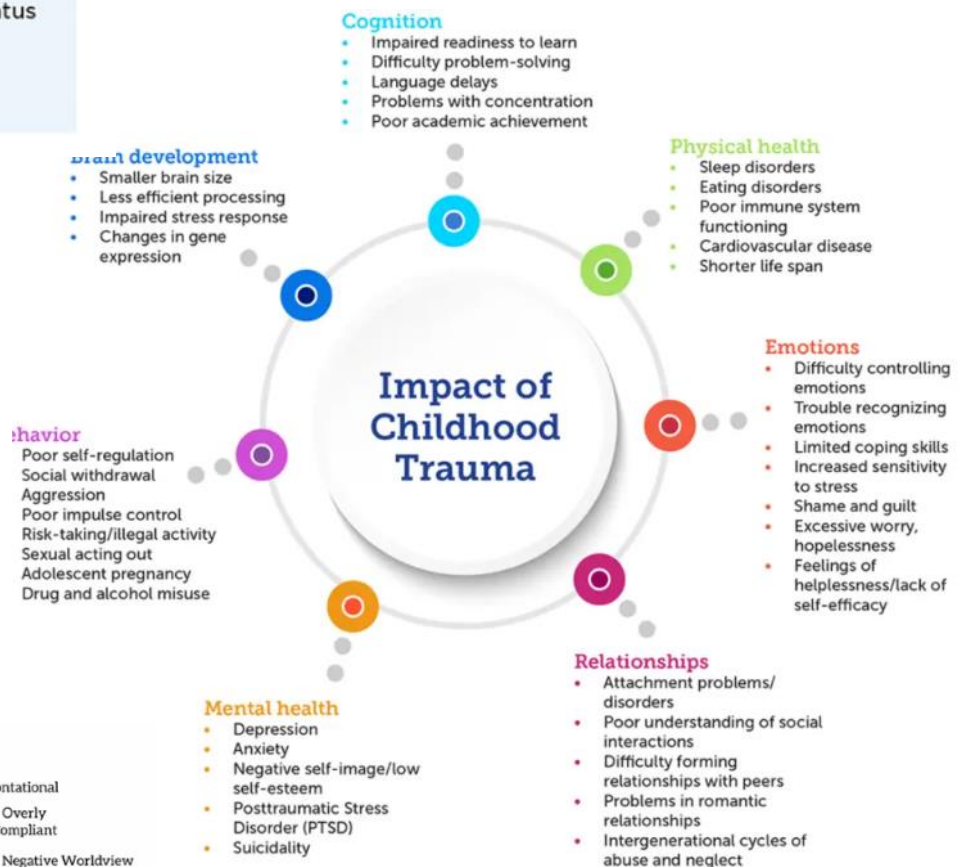 Cognition
Impaired readiness to learn
Difficulty problem-solving
Language delays
Problems with concentration
Poor academic achievement
Physical health
Sleep disorders
Eating disorders
Poor immune system
functioning
Cardiovascular disease
Shorter life span
Brain development
Smaller brain size
Less efficient processing
Impaired stress response
Changes in gene
expression
Impact of
Childhood
Trauma
Emotions
Difficulty controlling
emotions
Trouble recognizing
emotions
Limited coping skills
Increased sensitivity
to stress
Shame and guilt
Excessive worry,
hopelessness
Feelings of
helplessness/lack of
self-efficacy
ehavior
Poor self-regulation
Social withdrawal
Aggression
Poor impulse control
Risk-taking/illegal activity
Sexual acting out
Adolescent pregnancy
Drug and alcohol misuse
Relationships
Attachment problems/
disorders
Poor understanding of social
interactions
Difficulty forming
relationships with peers
Problems in romantic
relationships
Intergenerational cycles of
abuse and neglect
Mental health
Depression
Anxiety
Negative self-image/low
self-esteem
Posttraumatic Stress
Disorder (PTSD)
Suicidality
Overly
Negative Worldview